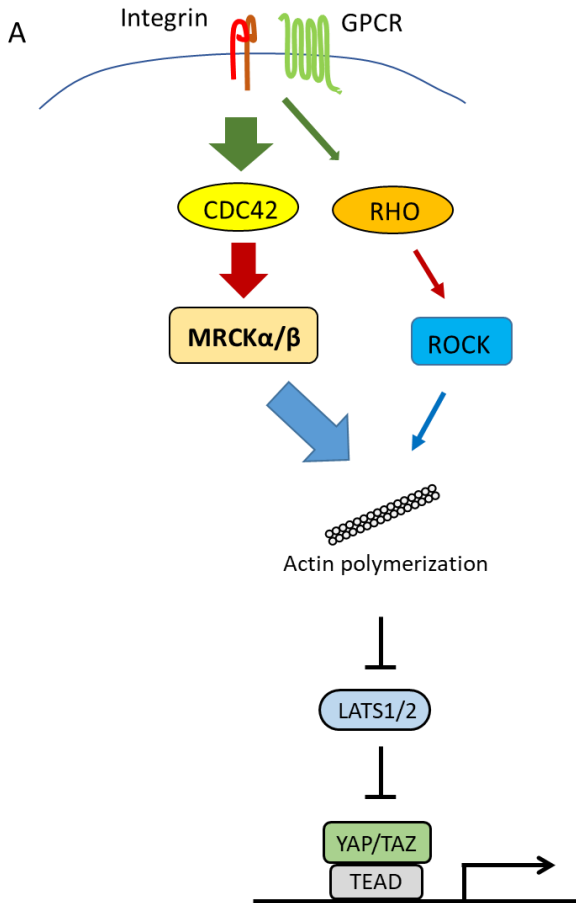 A
Integrin
GPCR
CDC42
RHO
MRCKα/β
ROCK
Actin polymerization
LATS1/2
YAP/TAZ
TEAD